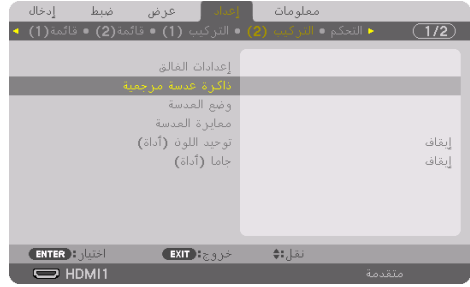 إدخال ضبط عرض إعداد معلومات
قائمة(1) • قائمة(2) • التركيب (1) • التركيب (2) • التحكم 1/2
إعدادات الغالق
ذاكرة عدسة مرجعية
وضع العدسة
معايرة العدسة
توحيد اللون (أداة) إيقاف
جاما (أداة) إيقاف
ENTER :اختيار EXIT :خروج نقل:
HDMI1 متقدمة